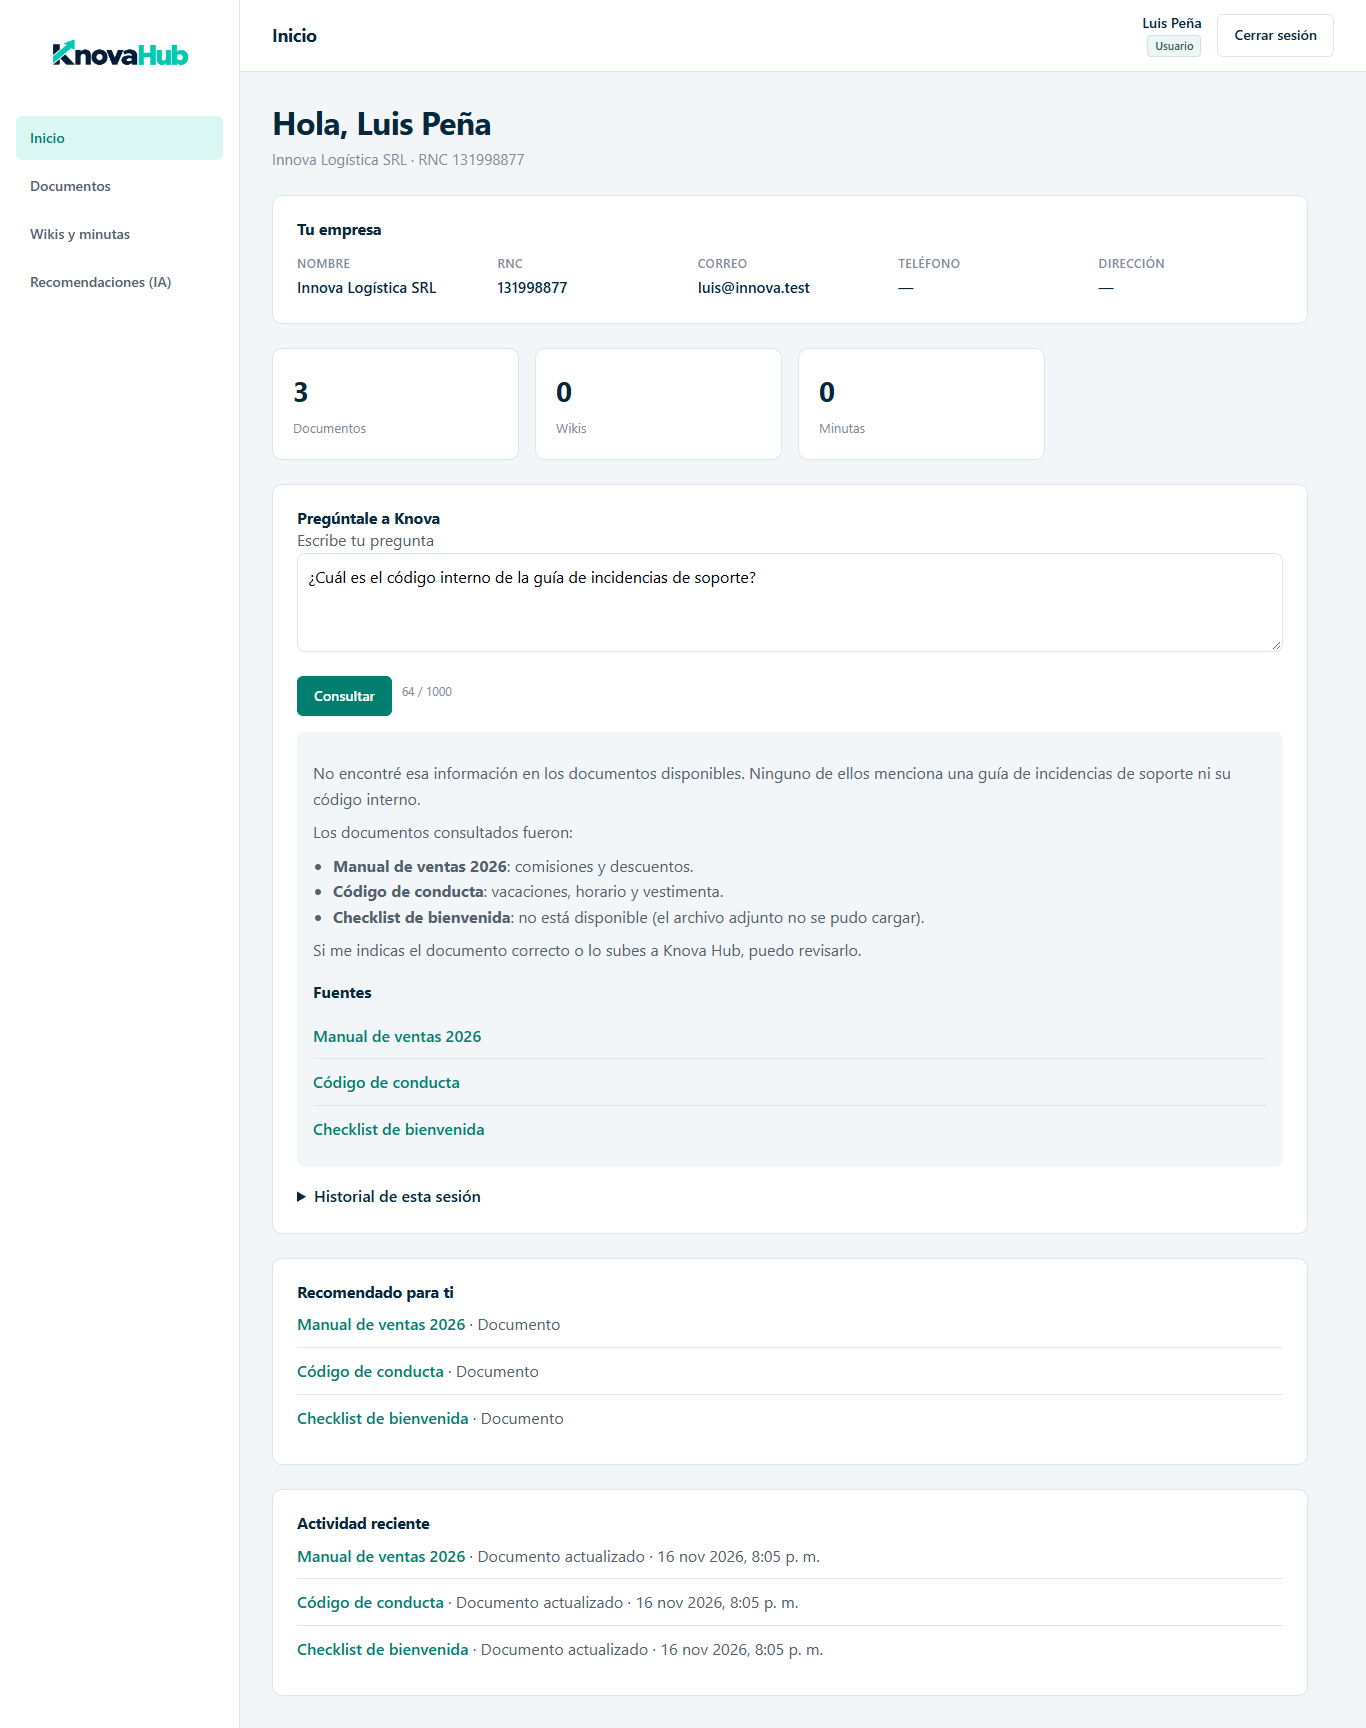 KnovaHub
Inicio
Documentos
Wikis y minutas
Recomendaciones (IA)
Inicio
Luis Peña
Usuario
Cerrar sesión
Hola, Luis Peña
Innova Logística SRL · RNC 131998877
Tu empresa
NOMBRE
Innova Logística SRL
RNC
131998877
CORREO
luis@innova.test
TELÉFONO
—
DIRECCIÓN
—
3
Documentos
0
Wikis
0
Minutas
Pregúntale a Knova
Escribe tu pregunta
¿Cuál es el código interno de la guía de incidencias de soporte?
Consultar
64 / 1000
No encontré esa información en los documentos disponibles. Ninguno de ellos menciona una guía de incidencias de soporte ni su
código interno.
Los documentos consultados fueron:
• Manual de ventas 2026: comisiones y descuentos.
• Código de conducta: vacaciones, horario y vestimenta.
• Checklist de bienvenida: no está disponible (el archivo adjunto no se pudo cargar).
Si me indicas el documento correcto o lo subes a Knova Hub, puedo revisarlo.
Fuentes
Manual de ventas 2026
Código de conducta
Checklist de bienvenida
Historial de esta sesión
Recomendado para ti
Manual de ventas 2026 · Documento
Código de conducta · Documento
Checklist de bienvenida · Documento
Actividad reciente
Manual de ventas 2026 · Documento actualizado · 16 nov 2026, 8:05 p. m.
Código de conducta · Documento actualizado · 16 nov 2026, 8:05 p. m.
Checklist de bienvenida · Documento actualizado · 16 nov 2026, 8:05 p. m.